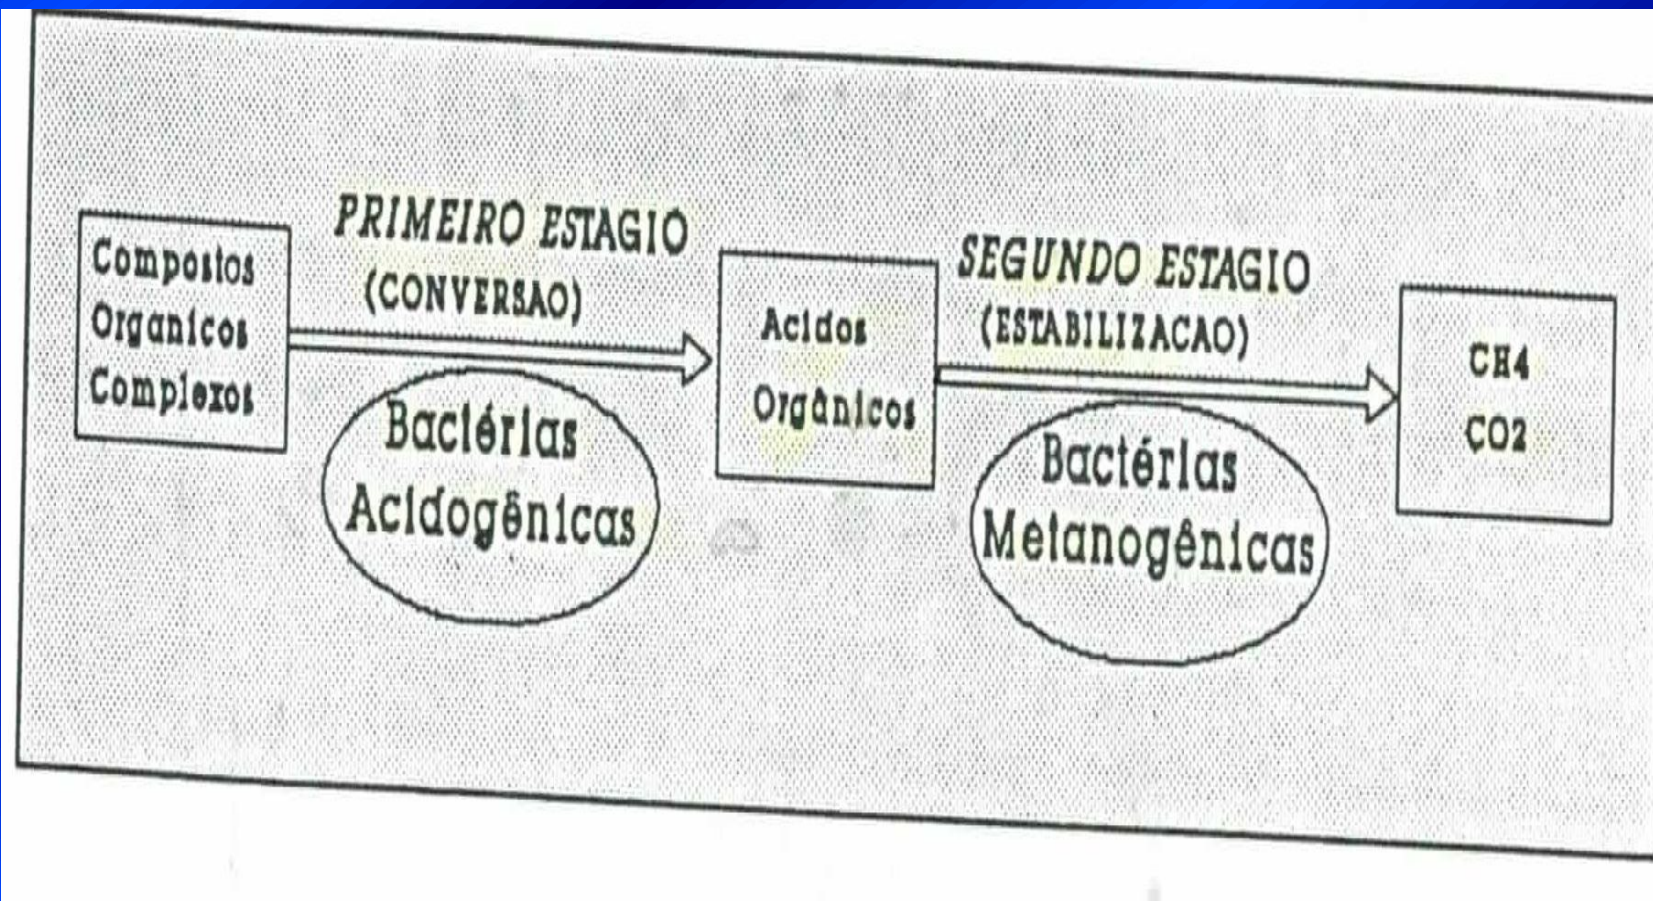 Compostos
Organicos
Complexos
PRIMEIRO ESTAGIO
(CONVERSAO)
Bactérias
Acidogênicas
Acidos
Orgânicos
SEGUNDO ESTAGIO
(ESTABILIZACAO)
Bactérias
Metanogênicas
CH4
CO2